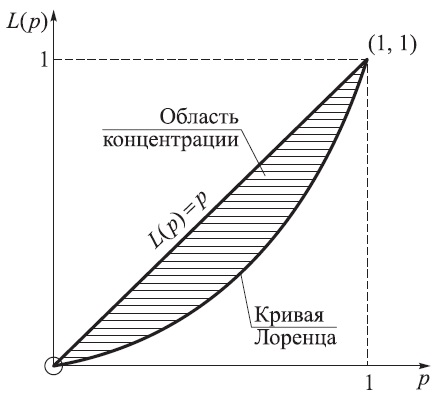 L(p)
(1, 1)
1
Область
концентрации
L(p) = p
Кривая
Лоренца
1
p